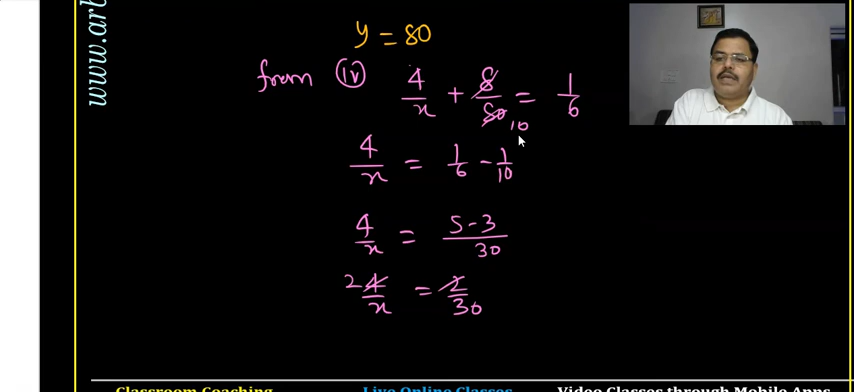 www.arb
y = 80
from (iv) 4/x + 8/80 = 1/6
10
4/x = 1/6 - 1/10
4/x = 5-3/30
2 4/x = 2/30
Classroom Coaching Live Online Classes Video Classes through Mobile Apps